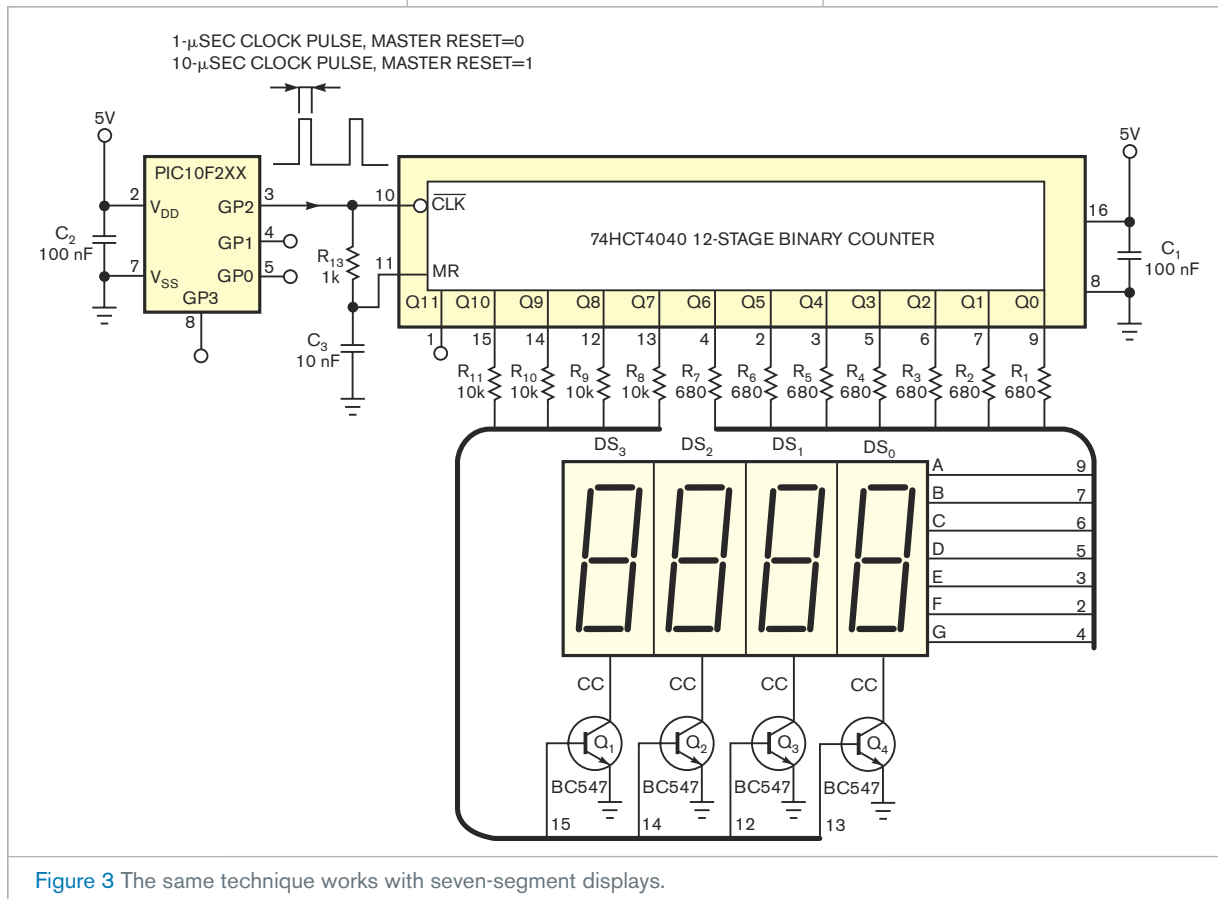 1-μSEC CLOCK PULSE, MASTER RESET=0
10-μSEC CLOCK PULSE, MASTER RESET=1
5V
5V
PIC10F2XX
2
VDD
GP2
3
10
CLK
16
74HCT4040 12-STAGE BINARY COUNTER
GP1
4
C2
100 nF
R13
1k
11
MR
C1
100 nF
7
VSS
GP0
5
GP3
8
8
Q11 Q10 Q9 Q8 Q7 Q6 Q5 Q4 Q3 Q2 Q1 Q0
C3
10 nF
1 15 14 12 13 4 2 3 5 6 7 9
R11 R10 R9 R8 R7 R6 R5 R4 R3 R2 R1
10k 10k 10k 10k 680 680 680 680 680 680 680
DS3 DS2 DS1 DS0
A 9
B 7
C 6
D 5
E 3
F 2
G 4
CC CC CC CC
Q1 Q2 Q3 Q4
BC547 BC547 BC547 BC547
15 14 12 13
Figure 3 The same technique works with seven-segment displays.